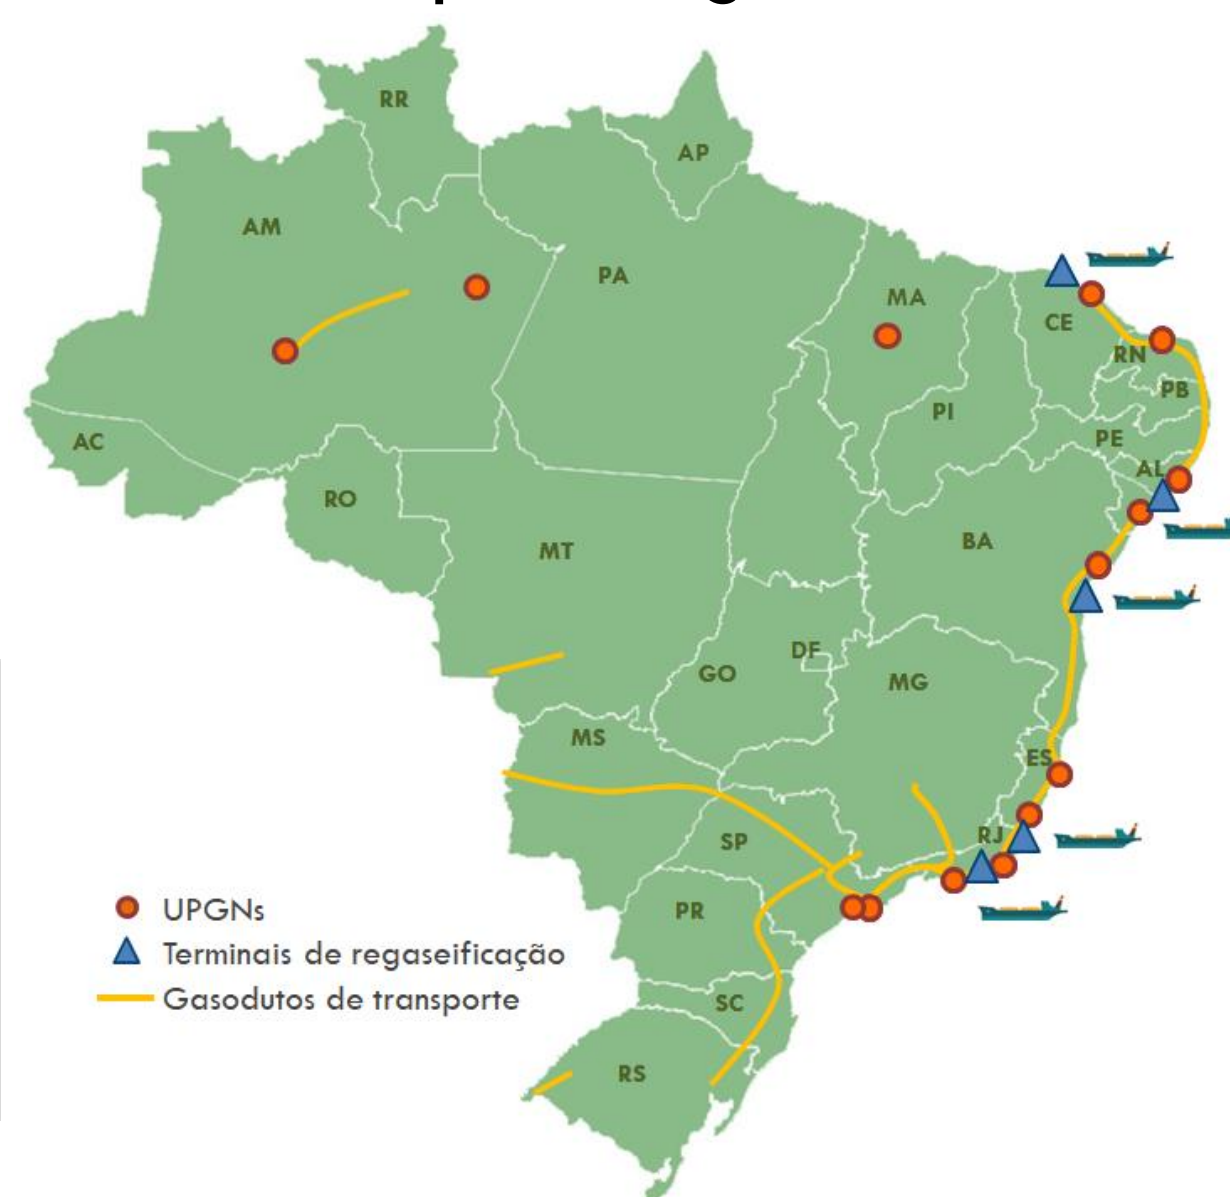 RR
AP
AM
PA
MA
CE
RN
PB
PI
PE
AC
AL
RO
BA
MT
DF
GO
MG
MS
ES
RJ
SP
PR
UPGNs
Terminais de regaseificação
Gasodutos de transporte
SC
RS